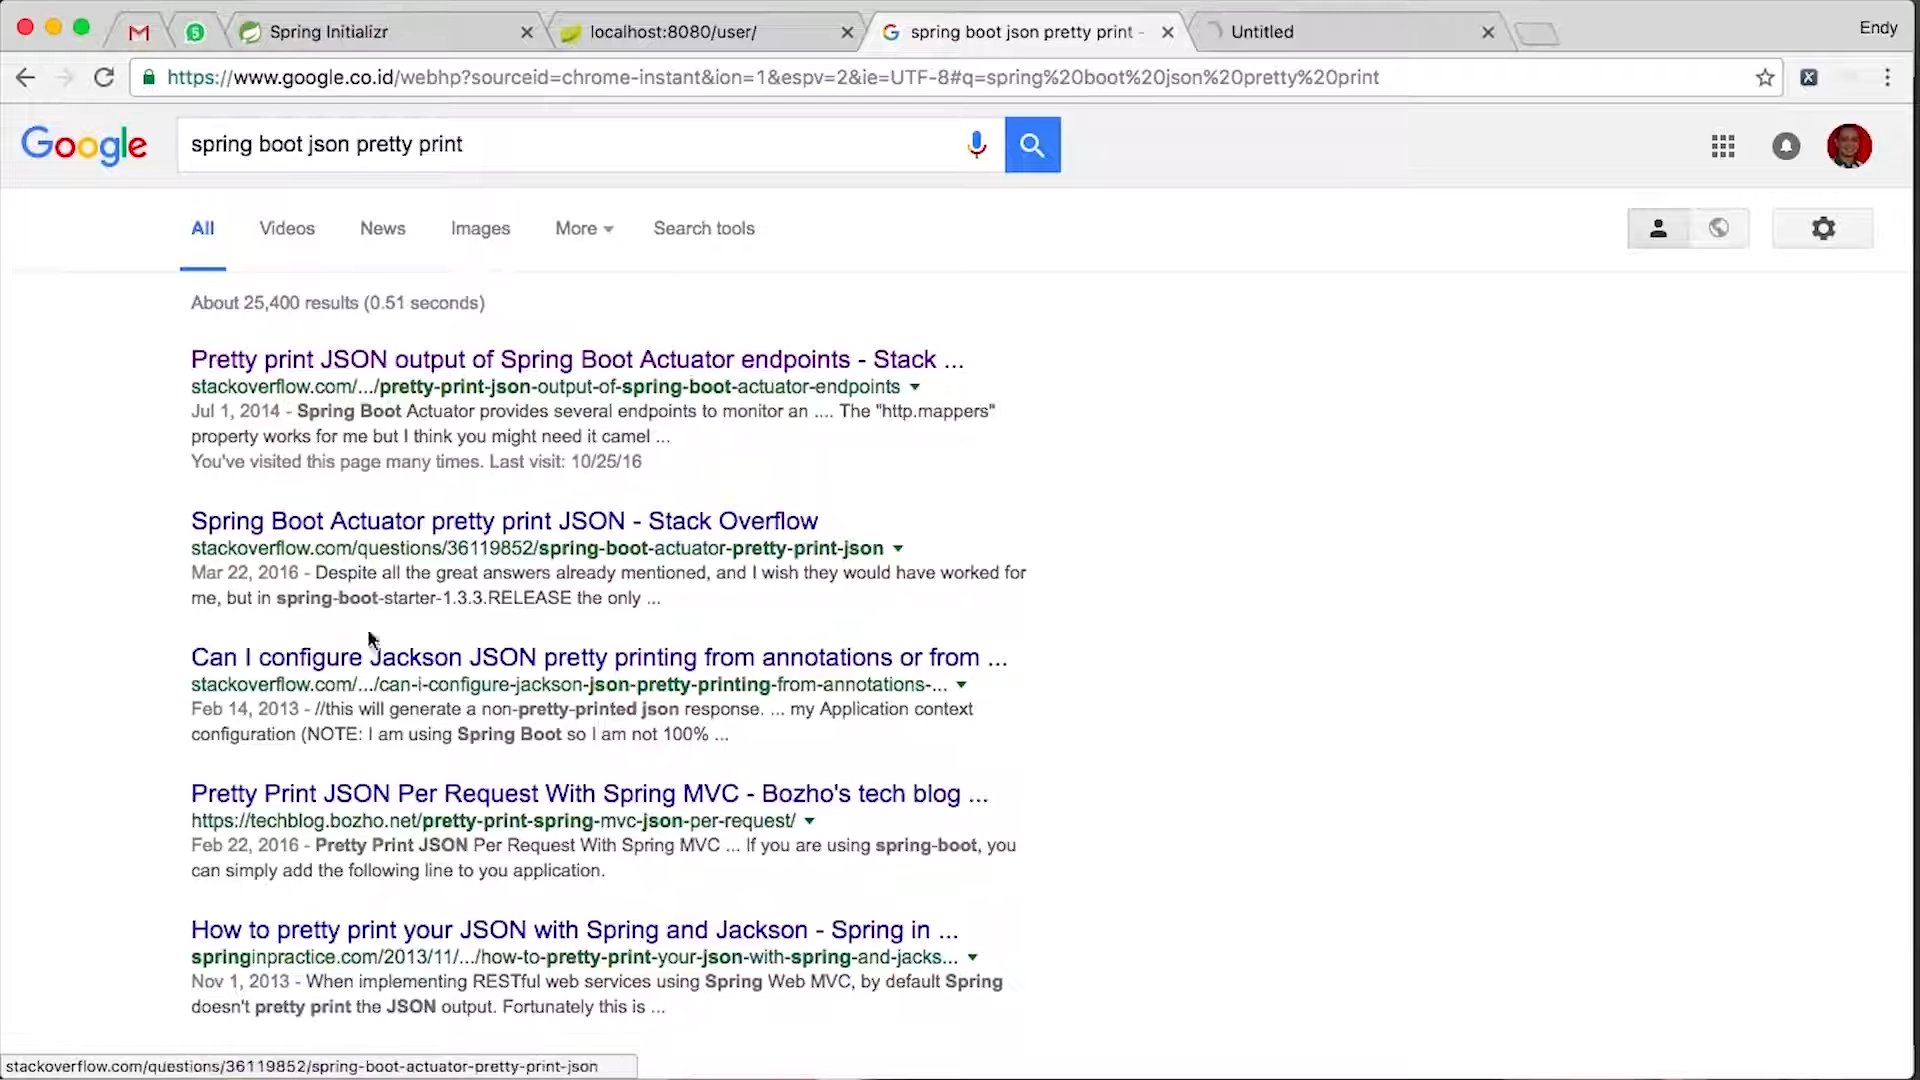 5
Spring Initializr
localhost:8080/user/
spring boot json pretty print -
Untitled
Endy
https://www.google.co.id/webhp?sourceid=chrome-instant&ion=1&espv=2&ie=UTF-8#q=spring%20boot%20json%20pretty%20print
Google
spring boot json pretty print
All
Videos
News
Images
More
Search tools
About 25,400 results (0.51 seconds)
Pretty print JSON output of Spring Boot Actuator endpoints - Stack ...
stackoverflow.com/.../pretty-print-json-output-of-spring-boot-actuator-endpoints
Jul 1, 2014 - Spring Boot Actuator provides several endpoints to monitor an .... The "http.mappers"
property works for me but I think you might need it camel ...
You've visited this page many times. Last visit: 10/25/16
Spring Boot Actuator pretty print JSON - Stack Overflow
stackoverflow.com/questions/36119852/spring-boot-actuator-pretty-print-json
Mar 22, 2016 - Despite all the great answers already mentioned, and I wish they would have worked for
me, but in spring-boot-starter-1.3.3.RELEASE the only ...
Can I configure Jackson JSON pretty printing from annotations or from ...
stackoverflow.com/.../can-i-configure-jackson-json-pretty-printing-from-annotations-...
Feb 14, 2013 - //this will generate a non-pretty-printed json response. ... my Application context
configuration (NOTE: I am using Spring Boot so I am not 100% ...
Pretty Print JSON Per Request With Spring MVC - Bozho's tech blog ...
https://techblog.bozho.net/pretty-print-spring-mvc-json-per-request/
Feb 22, 2016 - Pretty Print JSON Per Request With Spring MVC ... If you are using spring-boot, you
can simply add the following line to you application.
How to pretty print your JSON with Spring and Jackson - Spring in ...
springinpractice.com/2013/11/.../how-to-pretty-print-your-json-with-spring-and-jacks...
Nov 1, 2013 - When implementing RESTful web services using Spring Web MVC, by default Spring
doesn't pretty print the JSON output. Fortunately this is ...
stackoverflow.com/questions/36119852/spring-boot-actuator-pretty-print-json